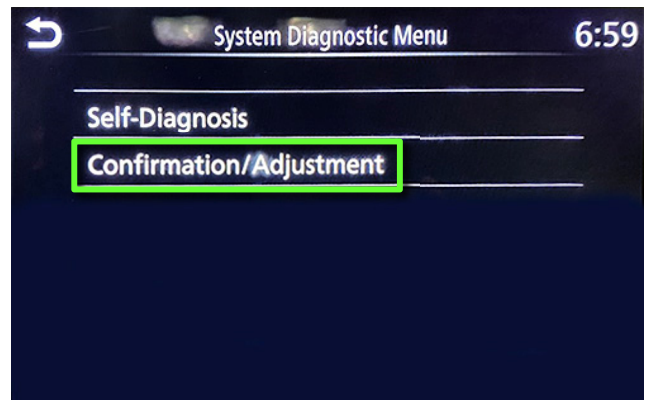 System Diagnostic Menu 6:59
Self-Diagnosis
Confirmation/Adjustment